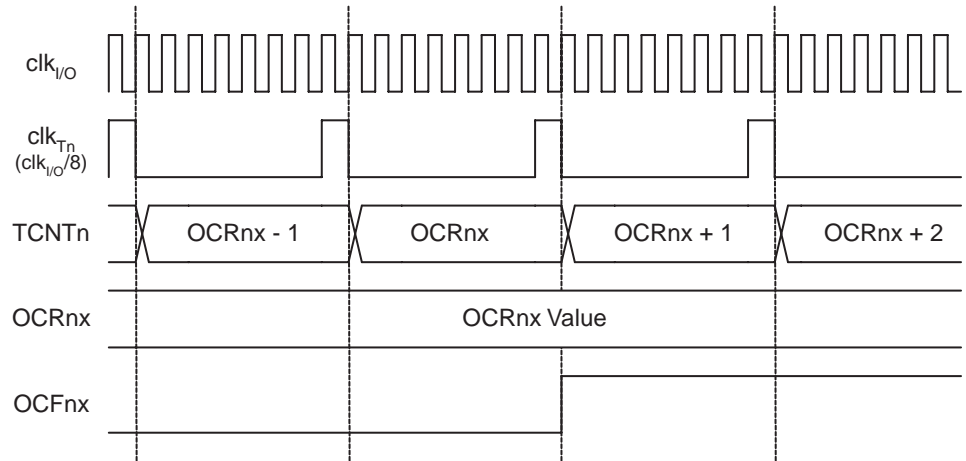 clkI/O
clkTn
(clkI/O/8)
TCNTn
OCRnx - 1
OCRnx
OCRnx + 1
OCRnx + 2
OCRnx
OCRnx Value
OCFnx